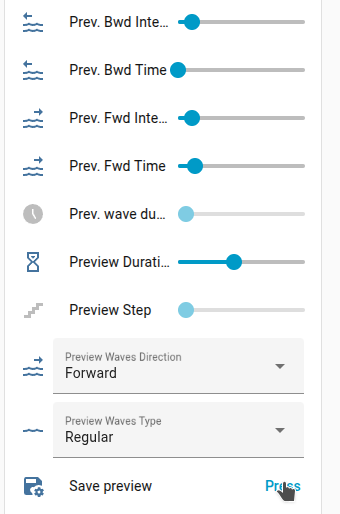 Prev. Bwd Inte...
Prev. Bwd Time
Prev. Fwd Inte...
Prev. Fwd Time
Prev. wave du...
Preview Durati...
Preview Step
Preview Waves Direction
Forward
Preview Waves Type
Regular
Save preview Press